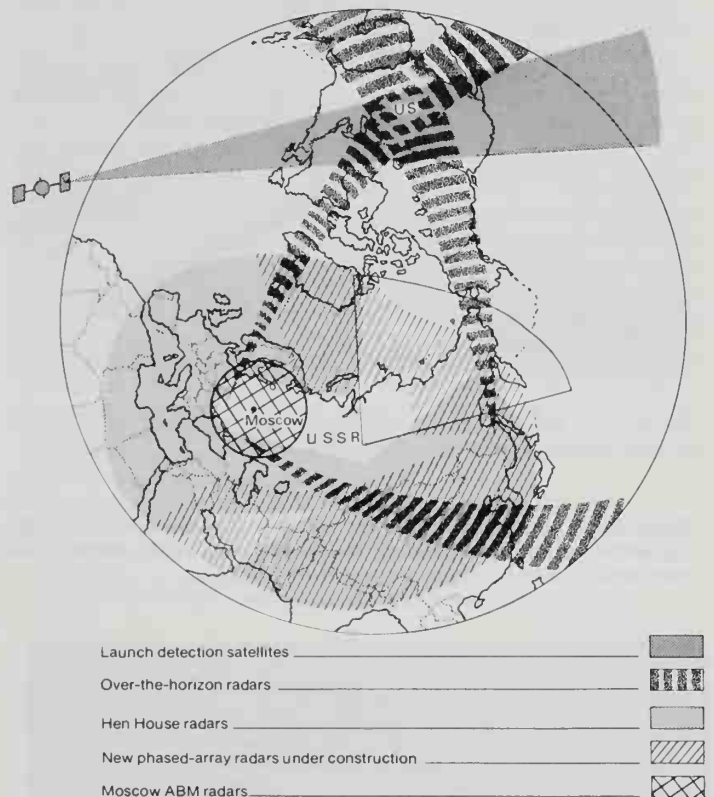 US
Moscow
USSR
Launch detection satellites
Over-the-horizon radars
Hen House radars
New phased-array radars under construction
Moscow ABM radars